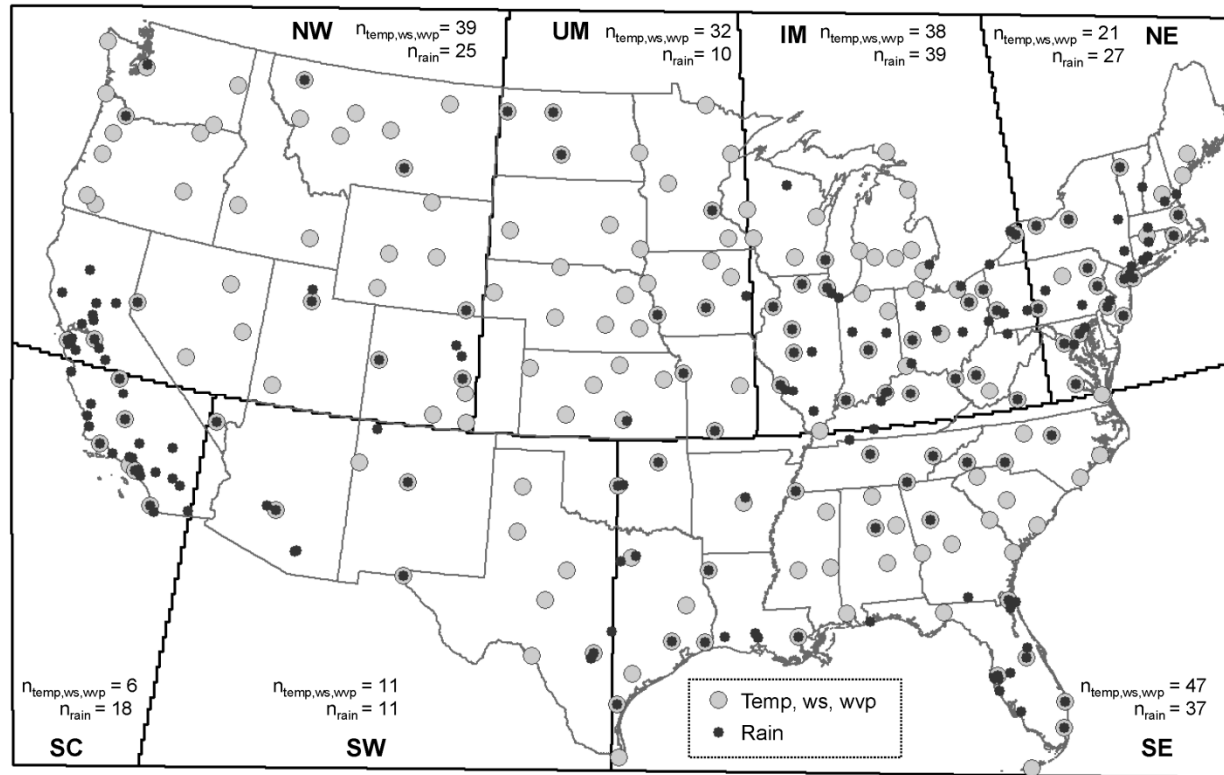 NW
n_temp,ws,wvp = 39
n_rain = 25
UM
n_temp,ws,wvp = 32
n_rain = 10
IM
n_temp,ws,wvp = 38
n_rain = 39
n_temp,ws,wvp = 21
n_rain = 27
NE
n_temp,ws,wvp = 6
n_rain = 18
SC
n_temp,ws,wvp = 11
n_rain = 11
SW
Temp, ws, wvp
Rain
n_temp,ws,wvp = 47
n_rain = 37
SE